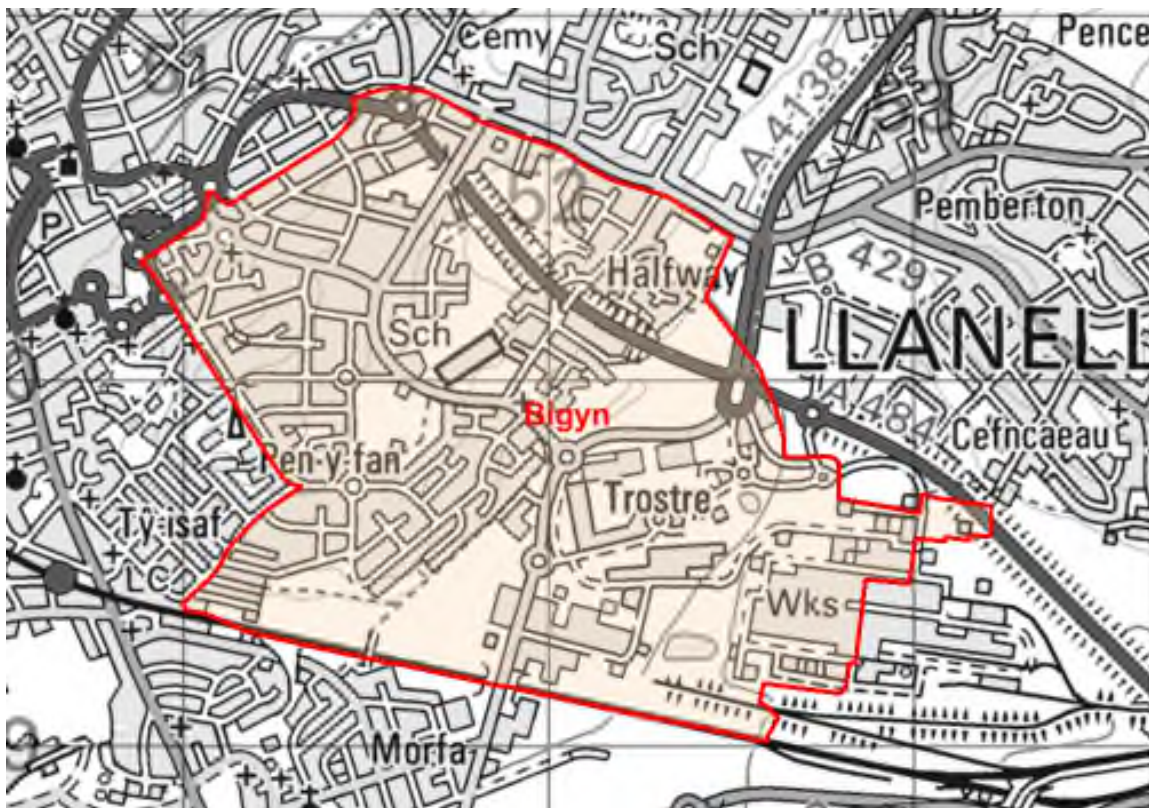 Cemy
Sch
Pence
A 4138
52
P
Pemberton
Halfway
B 4297
LLANELL
Sch
Bigyn
A 484
Cefncaeau
Pen-y-fan
Trostre
Ty-isaf
LC
Wks
Morfa